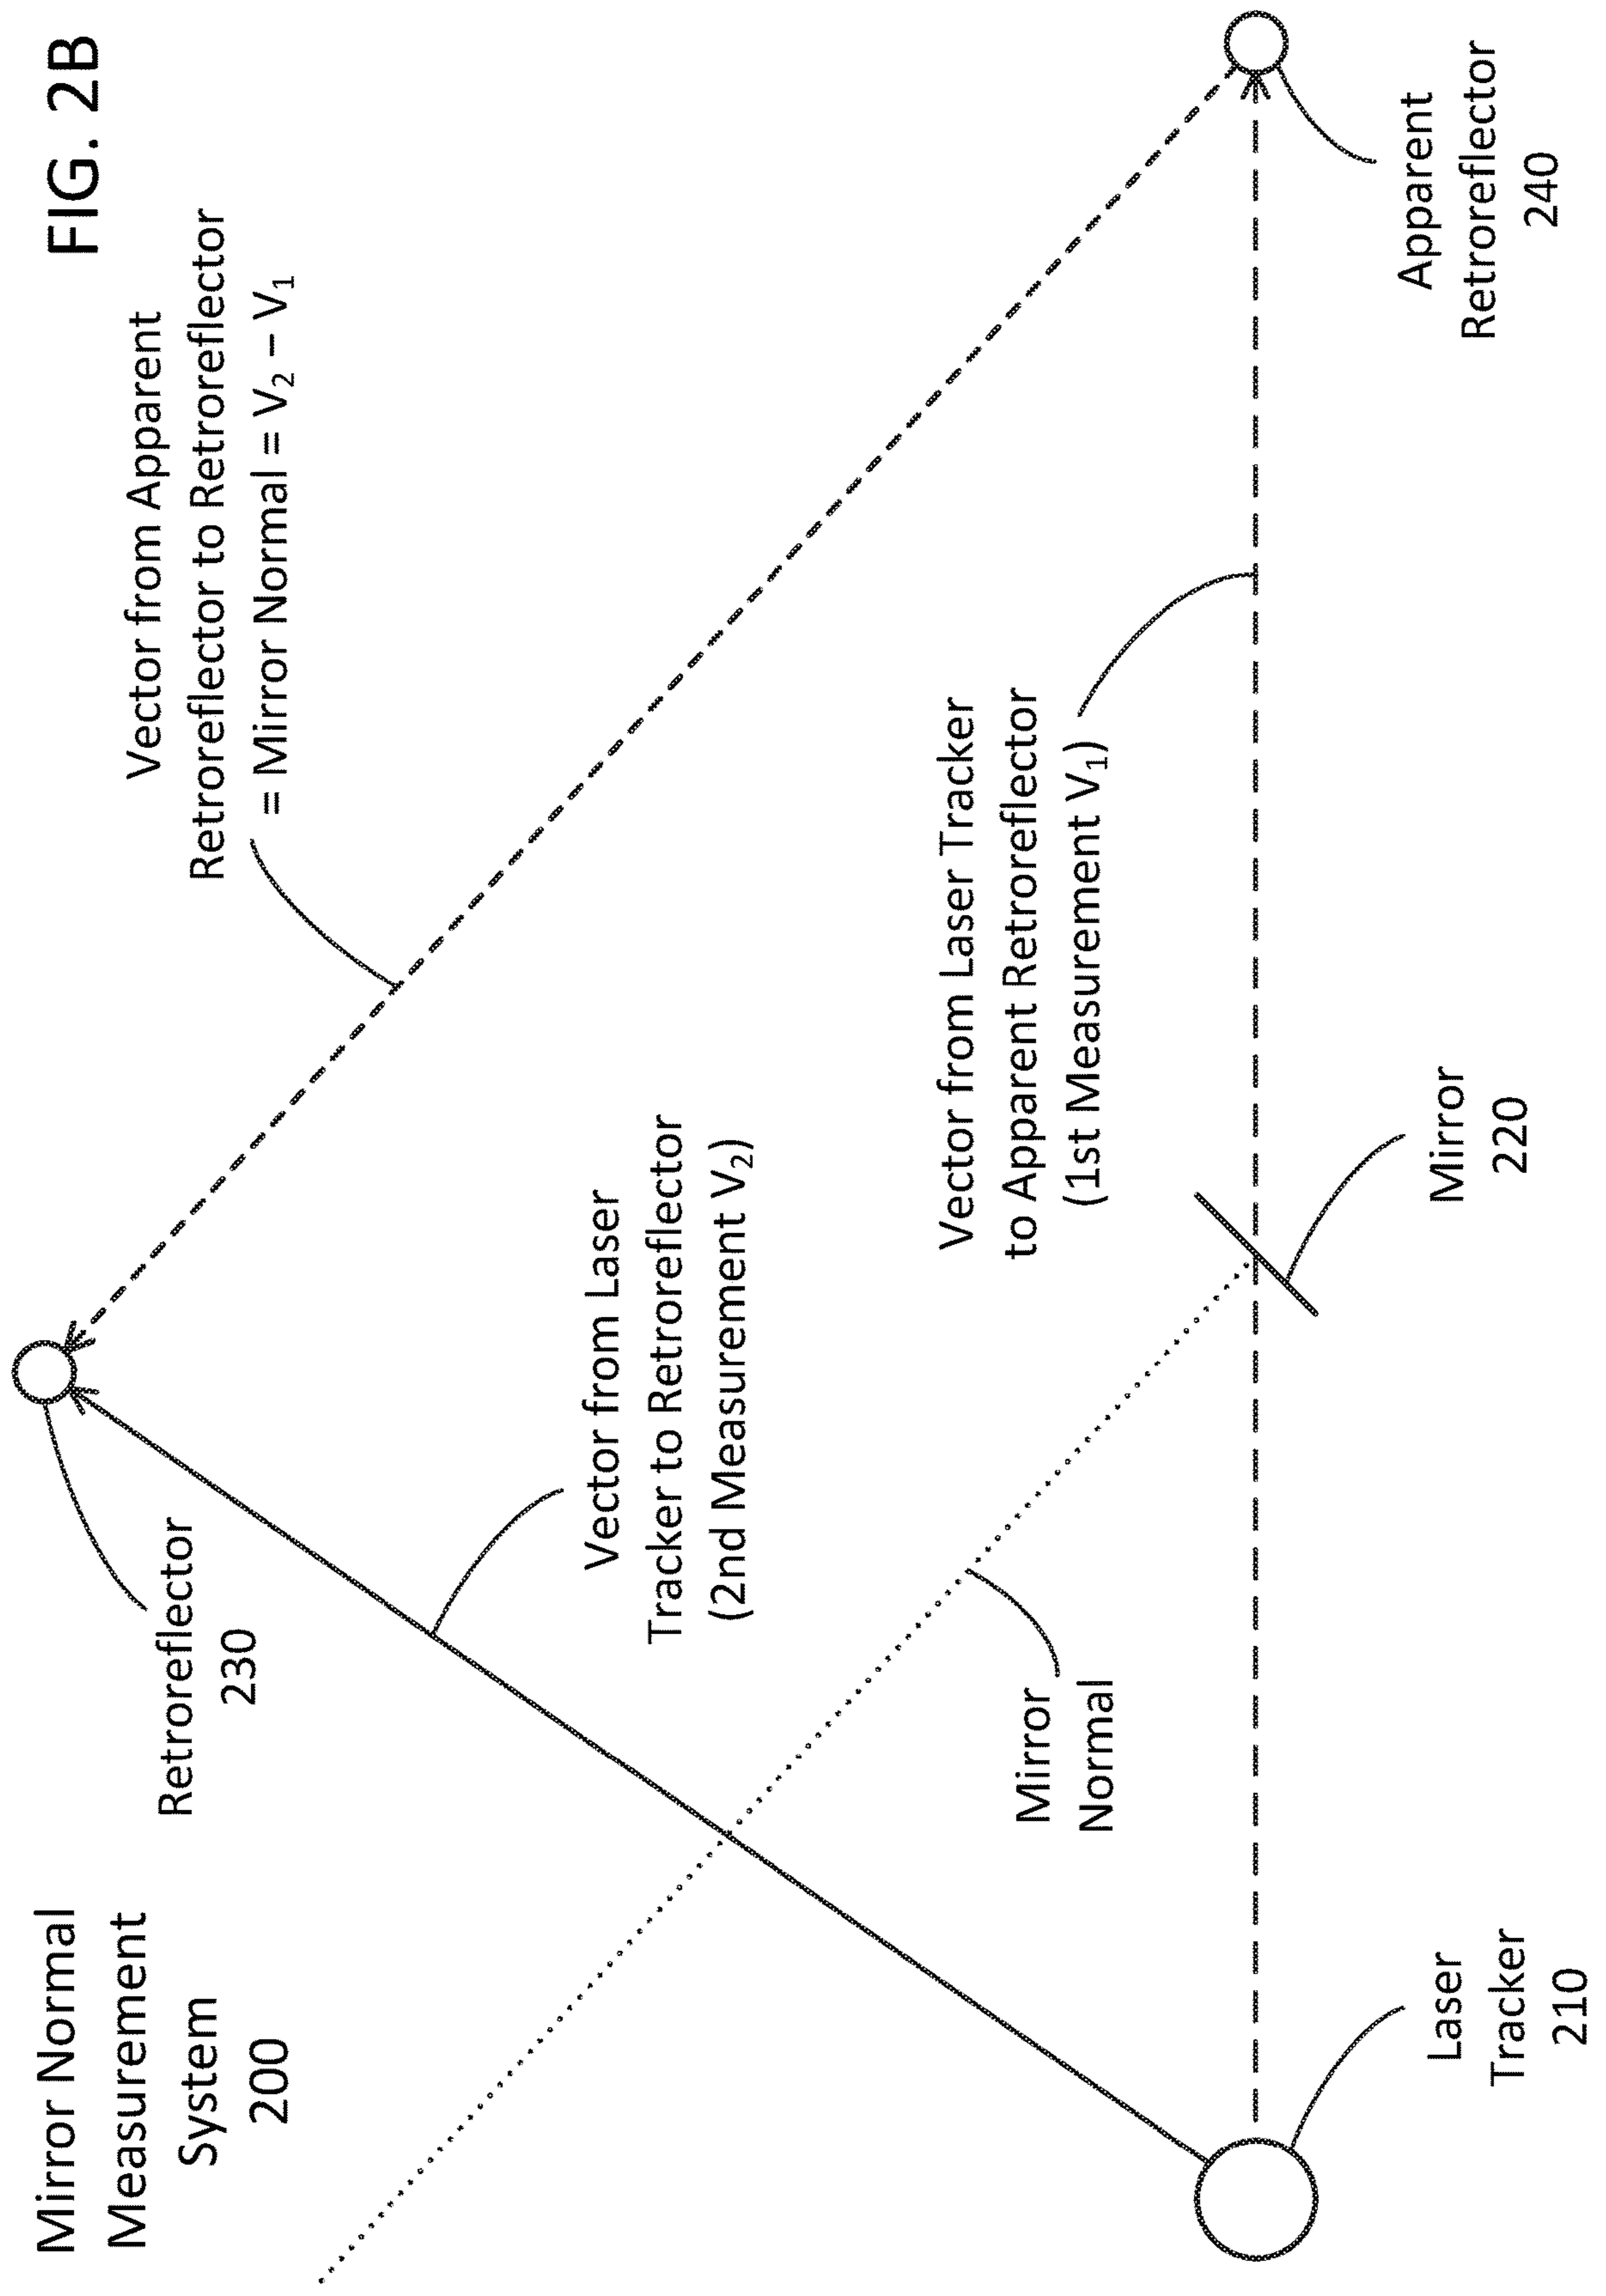 Mirror Normal
Measurement
System
200
FIG. 2B
Vector from Apparent
Retroreflector to Retroreflector
= Mirror Normal = V₂ – V₁
Retroreflector
230
Vector from Laser
Tracker to Retroreflector
(2nd Measurement V₂)
Vector from Laser Tracker
to Apparent Retroreflector
(1st Measurement V₁)
Mirror
Normal
Laser
Tracker
210
Mirror
220
Apparent
Retroreflector
240